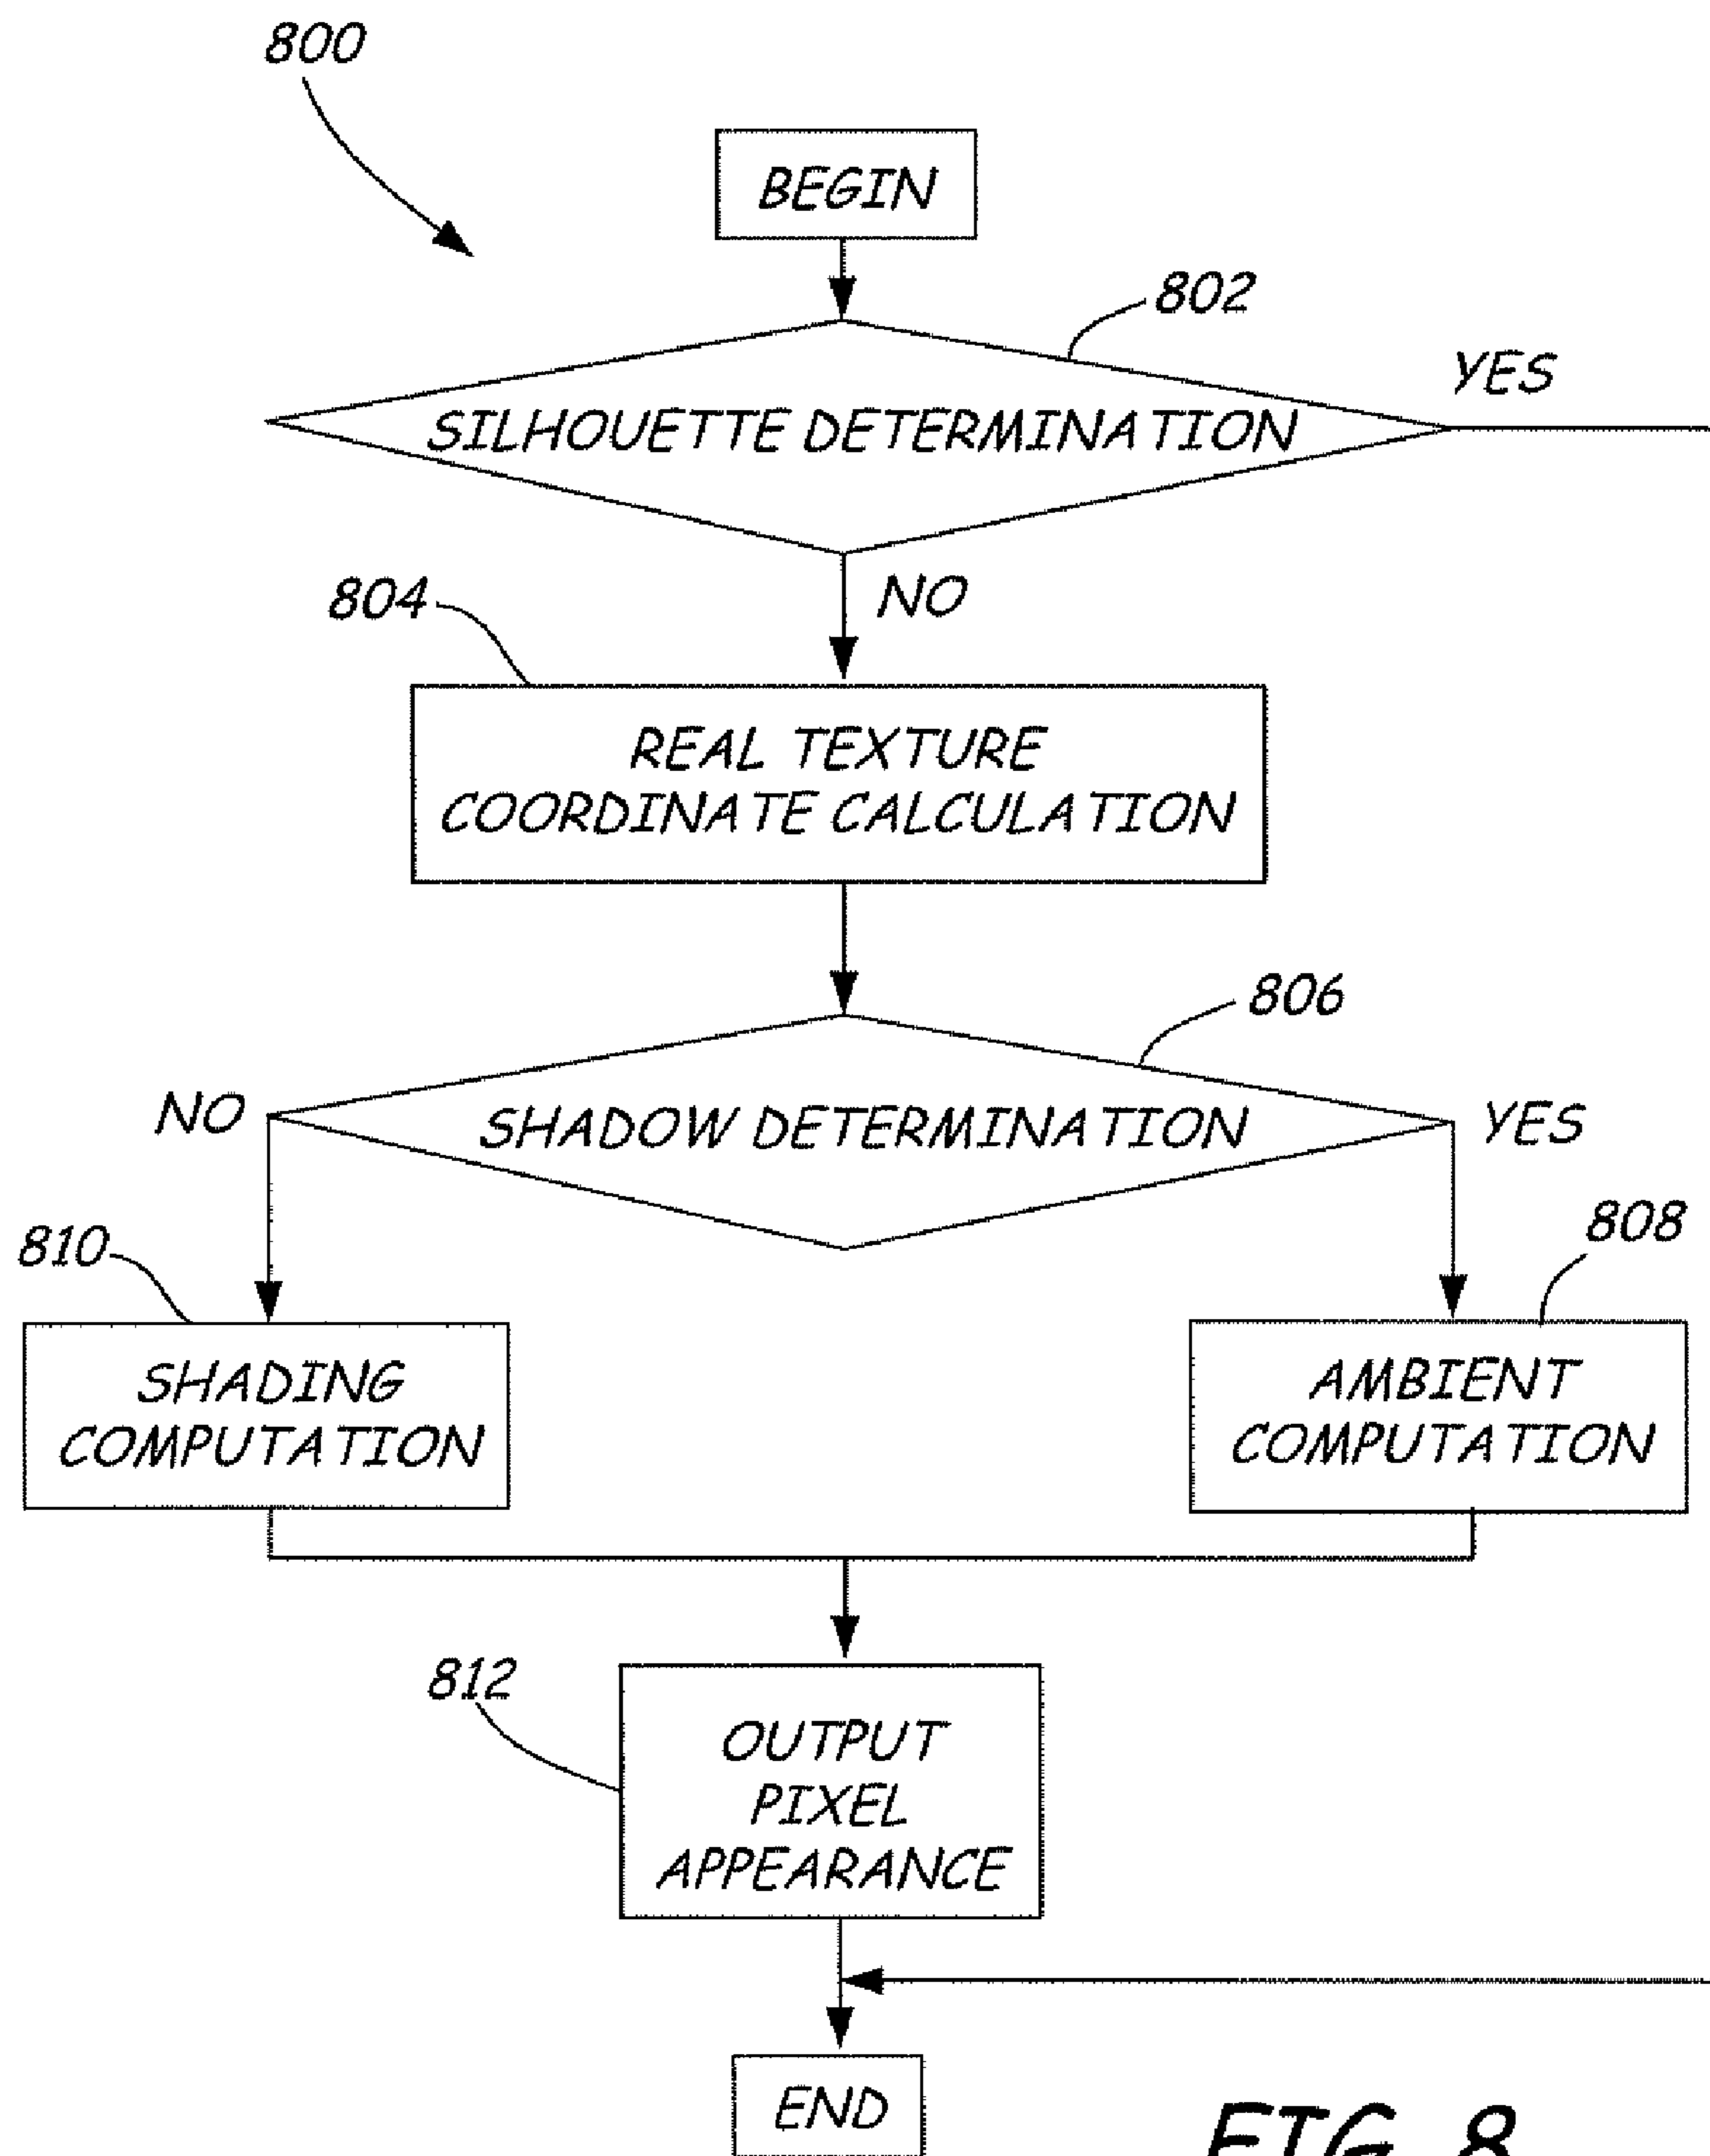 800
BEGIN
802
SILHOUETTE DETERMINATION
YES
804
NO
REAL TEXTURE
COORDINATE CALCULATION
806
NO
SHADOW DETERMINATION
YES
810
808
SHADING
COMPUTATION
AMBIENT
COMPUTATION
812
OUTPUT
PIXEL
APPEARANCE
END
FIG. 8